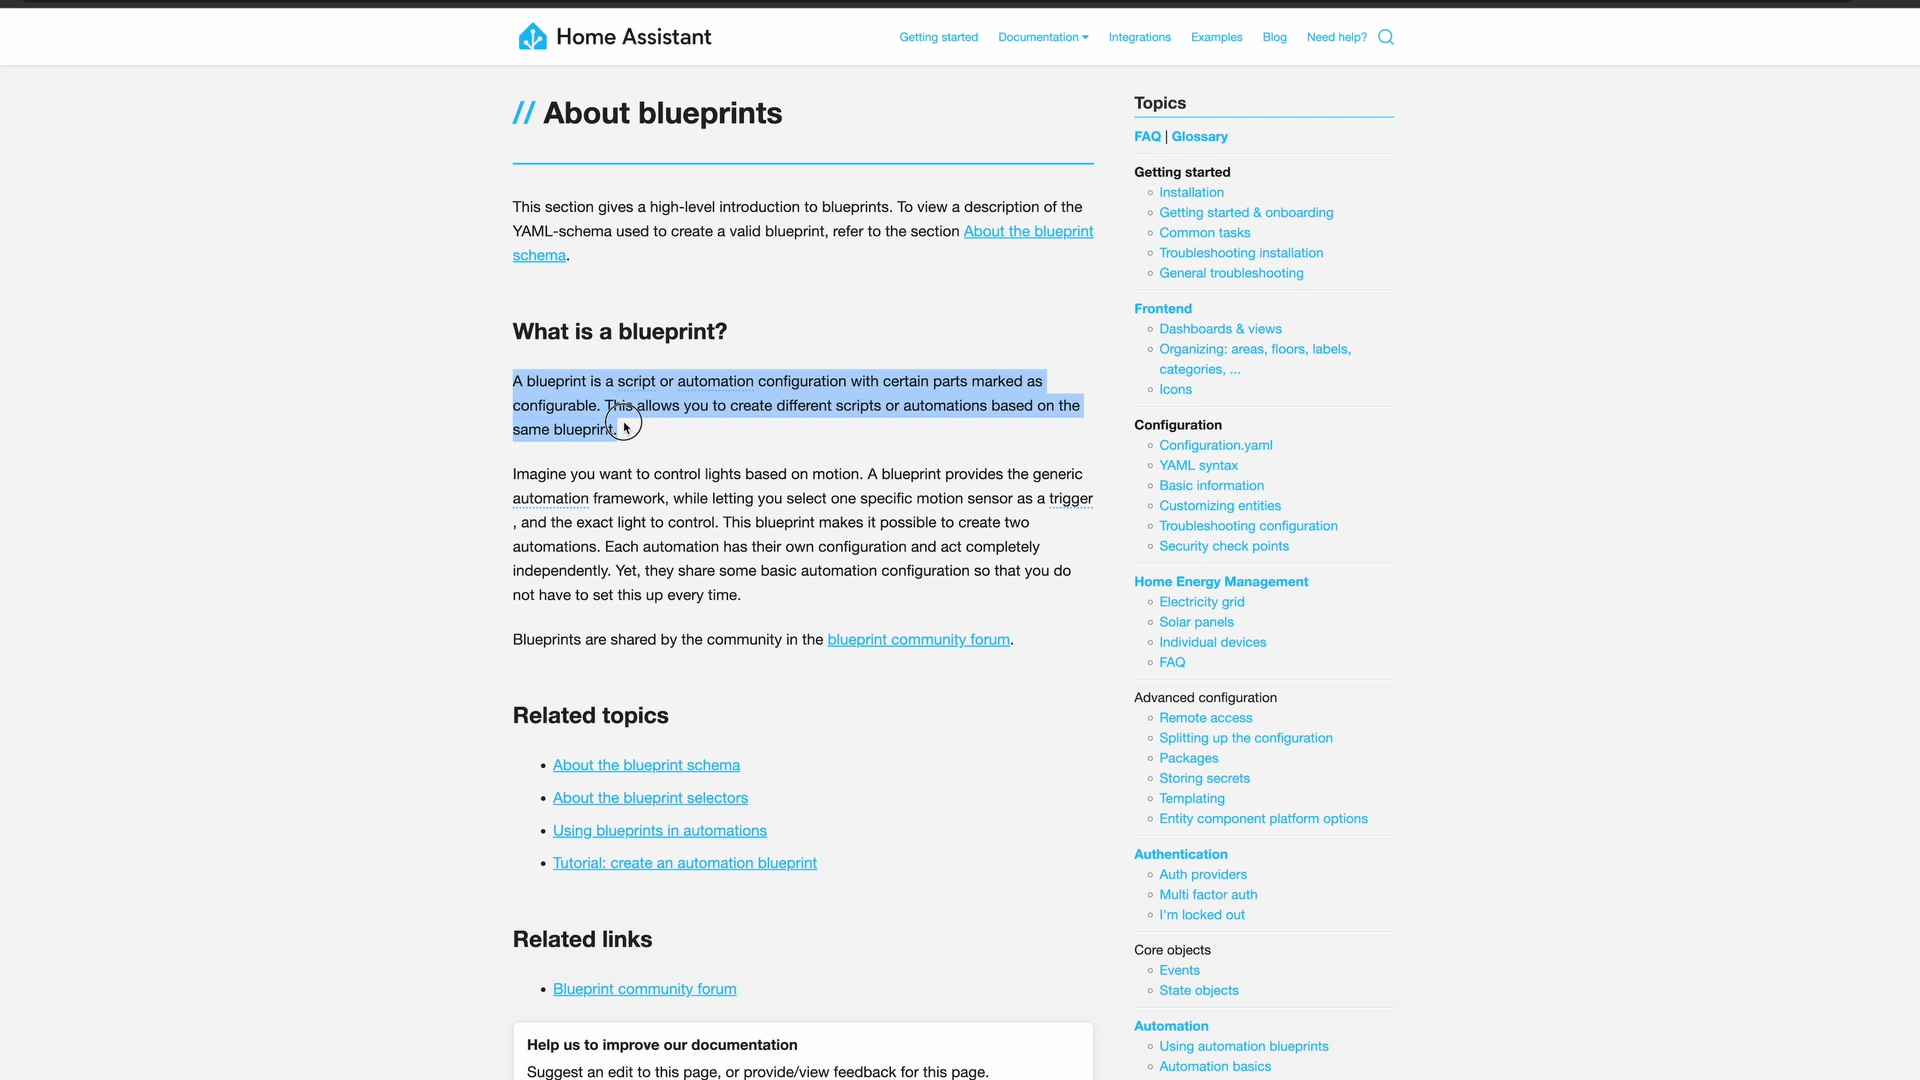 Home Assistant
Getting started
Documentation
Integrations
Examples
Blog
Need help?
// About blueprints
This section gives a high-level introduction to blueprints. To view a description of the
YAML-schema used to create a valid blueprint, refer to the section About the blueprint
schema.
What is a blueprint?
A blueprint is a script or automation configuration with certain parts marked as
configurable. This allows you to create different scripts or automations based on the
same blueprint.
Imagine you want to control lights based on motion. A blueprint provides the generic
automation framework, while letting you select one specific motion sensor as a trigger
, and the exact light to control. This blueprint makes it possible to create two
automations. Each automation has their own configuration and act completely
independently. Yet, they share some basic automation configuration so that you do
not have to set this up every time.
Blueprints are shared by the community in the blueprint community forum.
Related topics
• About the blueprint schema
• About the blueprint selectors
• Using blueprints in automations
• Tutorial: create an automation blueprint
Related links
• Blueprint community forum
Help us to improve our documentation
Suggest an edit to this page, or provide/view feedback for this page.
Topics
FAQ | Glossary
Getting started
Installation
Getting started & onboarding
Common tasks
Troubleshooting installation
General troubleshooting
Frontend
Dashboards & views
Organizing: areas, floors, labels,
categories, ...
Icons
Configuration
Configuration.yaml
YAML syntax
Basic information
Customizing entities
Troubleshooting configuration
Security check points
Home Energy Management
Electricity grid
Solar panels
Individual devices
FAQ
Advanced configuration
Remote access
Splitting up the configuration
Packages
Storing secrets
Templating
Entity component platform options
Authentication
Auth providers
Multi factor auth
I'm locked out
Core objects
Events
State objects
Automation
Using automation blueprints
Automation basics